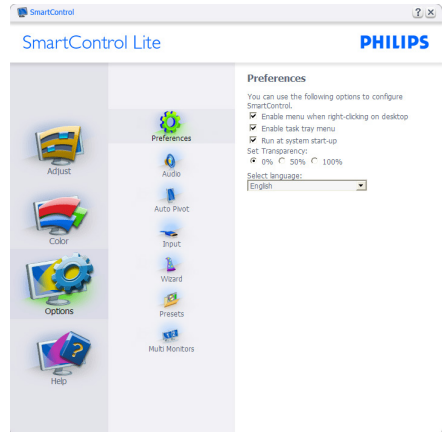 SmartControl
SmartControl Lite
PHILIPS
Adjust
Color
Options
Help
Preferences
Audio
Auto Pivot
Input
Wizard
Presets
Multi Monitors
Preferences
You can use the following options to configure
SmartControl.
Enable menu when right-clicking on desktop
Enable task tray menu
Run at system start-up
Set Transparency:
0% 50% 100%
Select language:
English